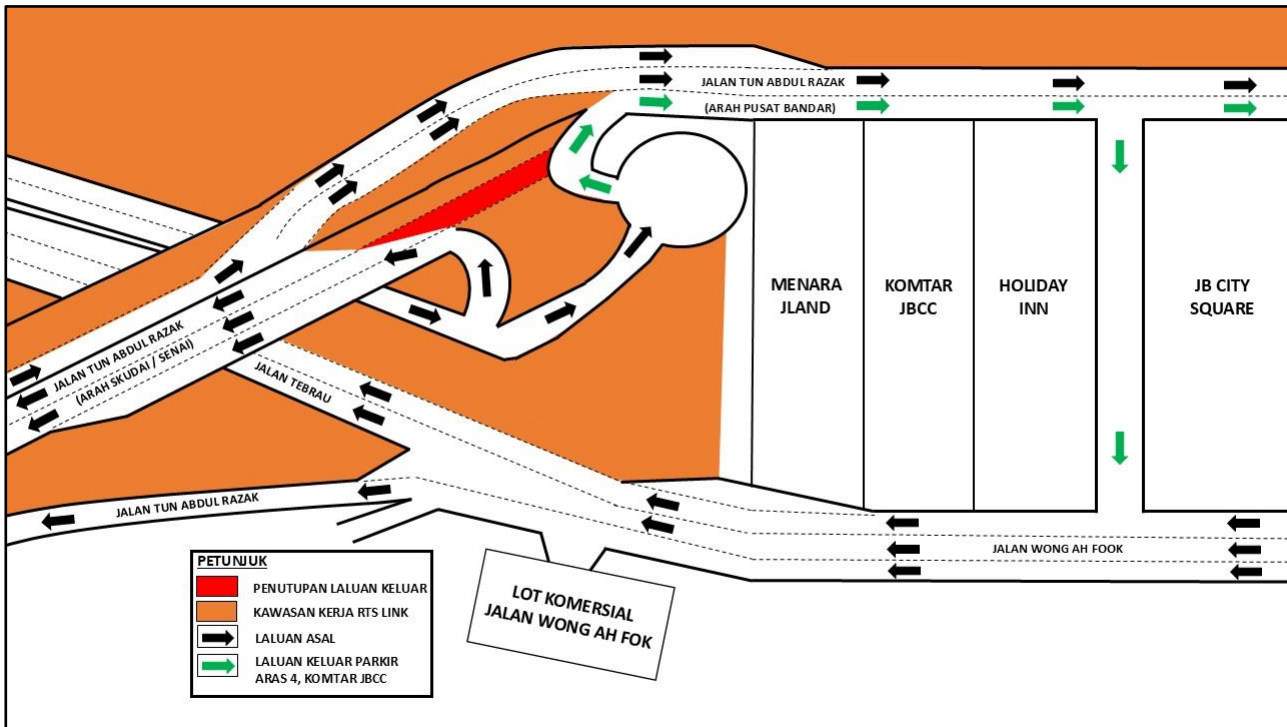 JALAN TUN ABDUL RAZAK
(ARAH PUSAT BANDAR)
MENARA
JLAND
KOMTAR
JBCC
HOLIDAY
INN
JB CITY
SQUARE
JALAN TUN ABDUL RAZAK
(ARAH SKUDAI / SENAI)
JALAN TEBRAU
JALAN TUN ABDUL RAZAK
JALAN WONG AH FOOK
LOT KOMERSIAL
JALAN WONG AH FOK
PETUNJUK
PENUTUPAN LALUAN KELUAR
KAWASAN KERJA RTS LINK
LALUAN ASAL
LALUAN KELUAR PARKIR
ARAS 4, KOMTAR JBCC